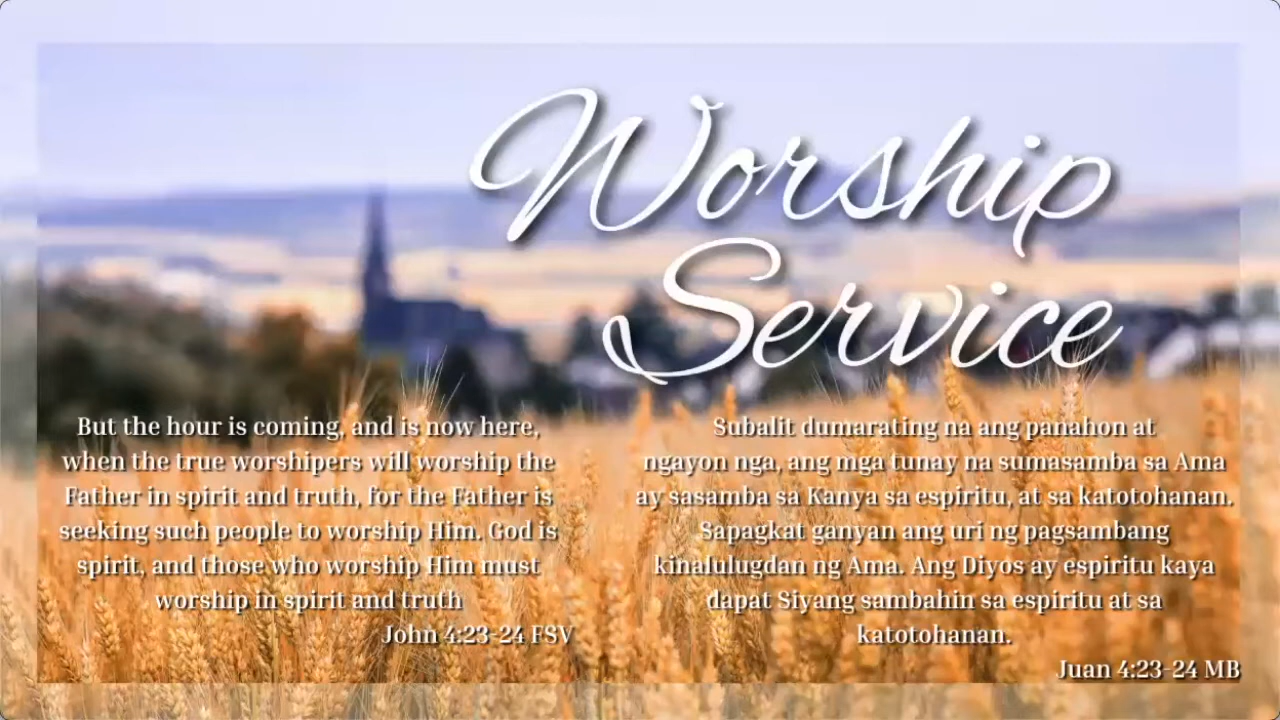 Worship
Service
But the hour is coming, and is now here,
when the true worshipers will worship the
Father in spirit and truth, for the Father is
seeking such people to worship Him. God is
spirit, and those who worship Him must
worship in spirit and truth
John 4:23-24 FSV
Subalit dumarating na ang panahon at
ngayon nga, ang mga tunay na sumasamba sa Ama
ay sasamba sa Kanya sa espiritu, at sa katotohanan.
Sapagkat ganyan ang uri ng pagsambang
kinalulugdan ng Ama. Ang Diyos ay espiritu kaya
dapat Siyang sambahin sa espiritu at sa
katotohanan.
Juan 4:23-24 MB